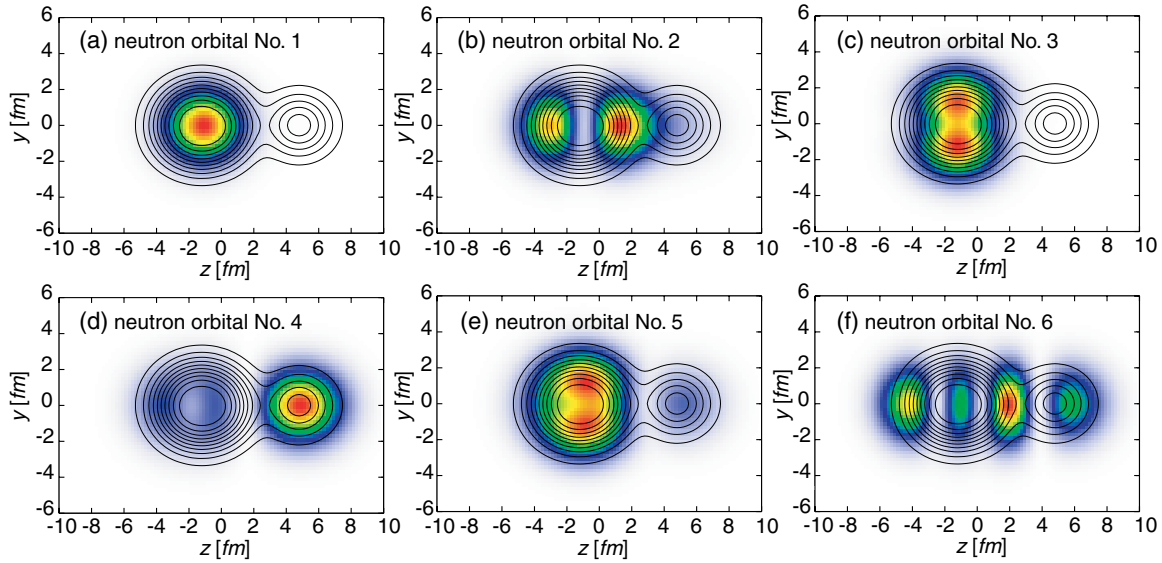 (a) neutron orbital No. 1
(b) neutron orbital No. 2
(c) neutron orbital No. 3
6
4
2
0
-2
-4
-6
y [fm]
-10 -8 -6 -4 -2 0 2 4 6 8 10
z [fm]
6
4
2
0
-2
-4
-6
y [fm]
-10 -8 -6 -4 -2 0 2 4 6 8 10
z [fm]
6
4
2
0
-2
-4
-6
y [fm]
-10 -8 -6 -4 -2 0 2 4 6 8 10
z [fm]
(d) neutron orbital No. 4
(e) neutron orbital No. 5
(f) neutron orbital No. 6
6
4
2
0
-2
-4
-6
y [fm]
-10 -8 -6 -4 -2 0 2 4 6 8 10
z [fm]
6
4
2
0
-2
-4
-6
y [fm]
-10 -8 -6 -4 -2 0 2 4 6 8 10
z [fm]
6
4
2
0
-2
-4
-6
y [fm]
-10 -8 -6 -4 -2 0 2 4 6 8 10
z [fm]